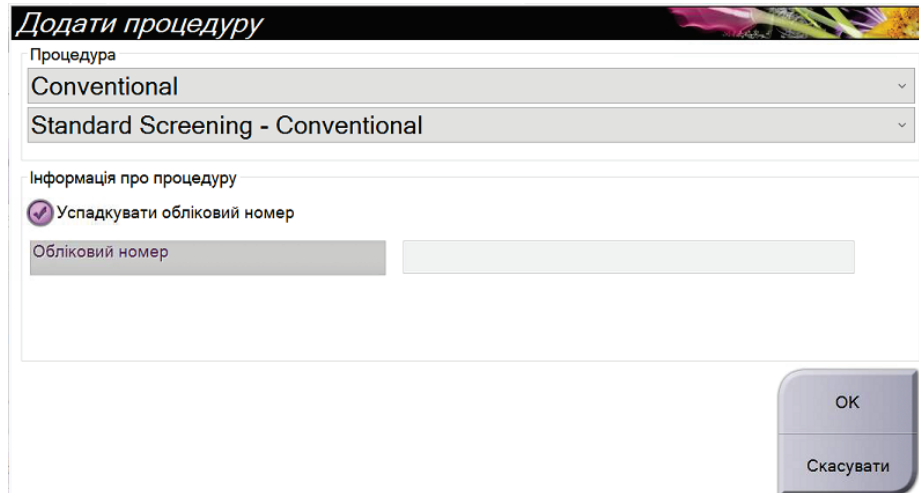 Додати процедуру
Процедура
Conventional
Standard Screening - Conventional
Інформація про процедуру
Успадкувати обліковий номер
Обліковий номер
OK
Скасувати